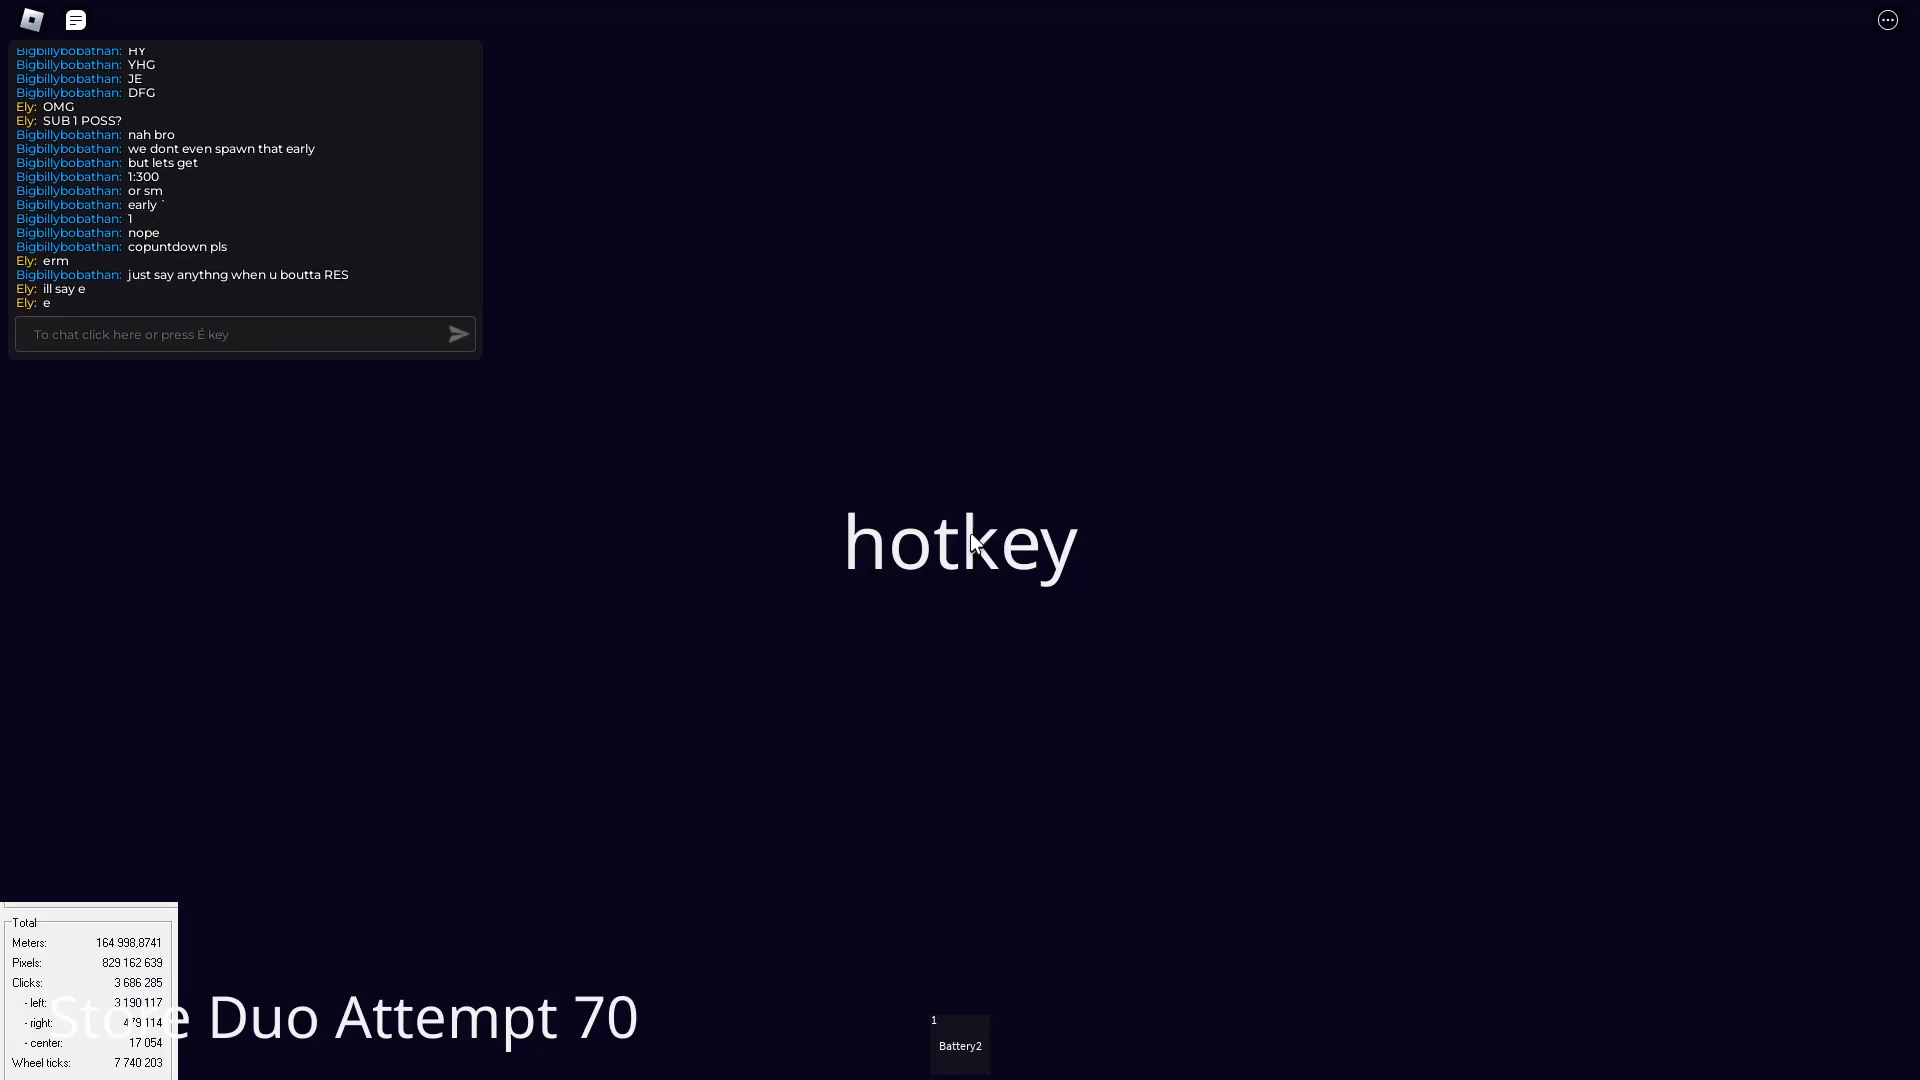 Bigbillybobathan: HY
Bigbillybobathan: YHG
Bigbillybobathan: JE
Bigbillybobathan: DFG
Ely: OMG
Ely: SUB 1 POSS?
Bigbillybobathan: nah bro
Bigbillybobathan: we dont even spawn that early
Bigbillybobathan: but lets get
Bigbillybobathan: 1:300
Bigbillybobathan: or sm
Bigbillybobathan: early `
Bigbillybobathan: 1
Bigbillybobathan: nope
Bigbillybobathan: copuntdown pls
Ely: erm
Bigbillybobathan: just say anythng when u boutta RES
Ely: ill say e
Ely: e
To chat click here or press É key
hotkey
Total
Meters: 164 998,8741
Pixels: 829 162 639
Clicks: 3 686 285
- left: 3 190 117
- right: 479 114
- center: 17 054
Wheel ticks: 7 740 203
Store Duo Attempt 70
1
Battery2